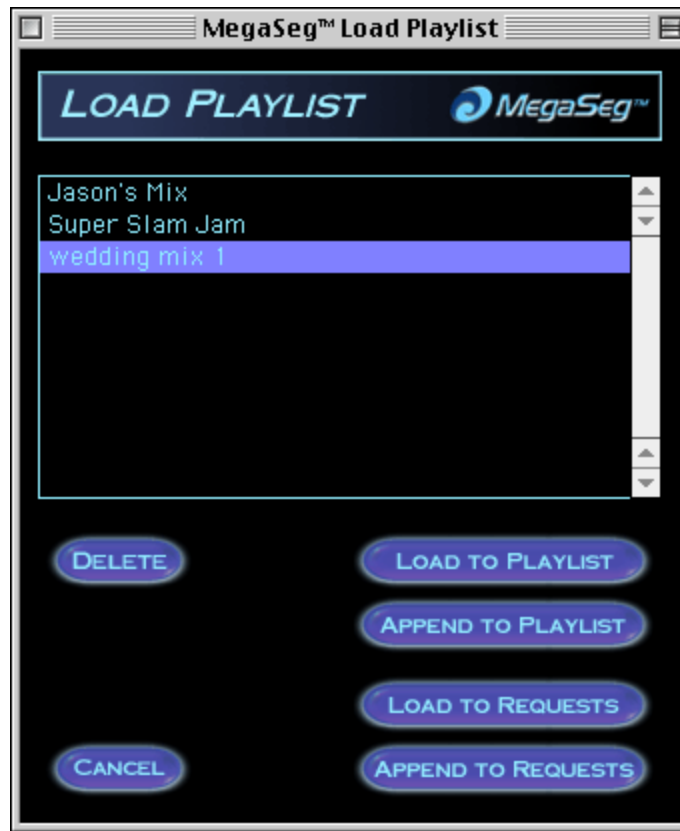 MegaSeg™ Load Playlist
LOAD PLAYLIST
MegaSeg™
Jason's Mix
Super Slam Jam
wedding mix 1
DELETE
LOAD TO PLAYLIST
APPEND TO PLAYLIST
LOAD TO REQUESTS
CANCEL
APPEND TO REQUESTS